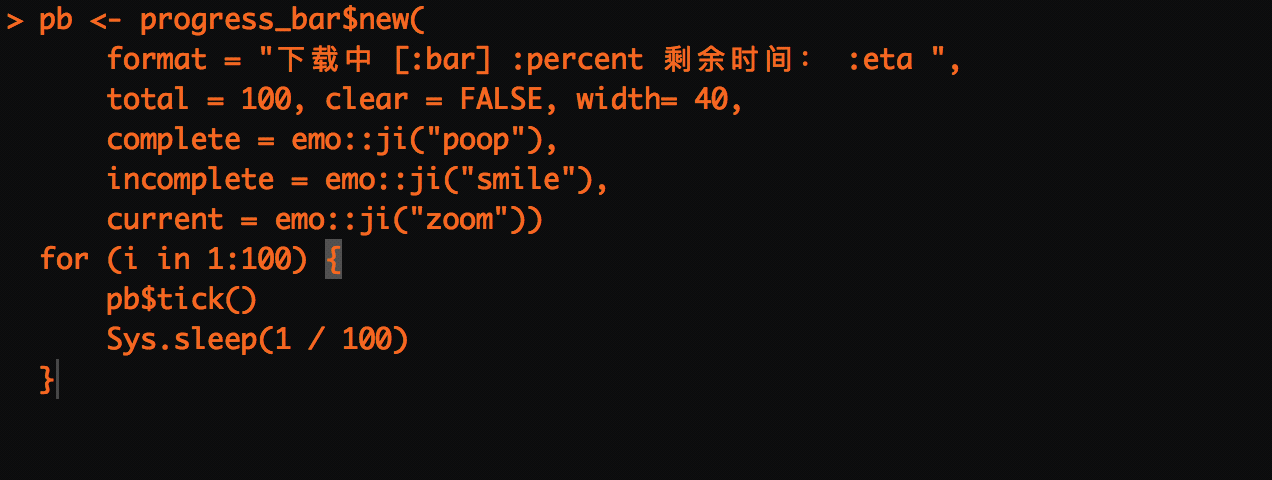 > pb <- progress_bar$new(
format = "下载中 [:bar] :percent 剩余时间： :eta ",
total = 100, clear = FALSE, width= 40,
complete = emo::ji("poop"),
incomplete = emo::ji("smile"),
current = emo::ji("zoom"))
for (i in 1:100) {
pb$tick()
Sys.sleep(1 / 100)
}